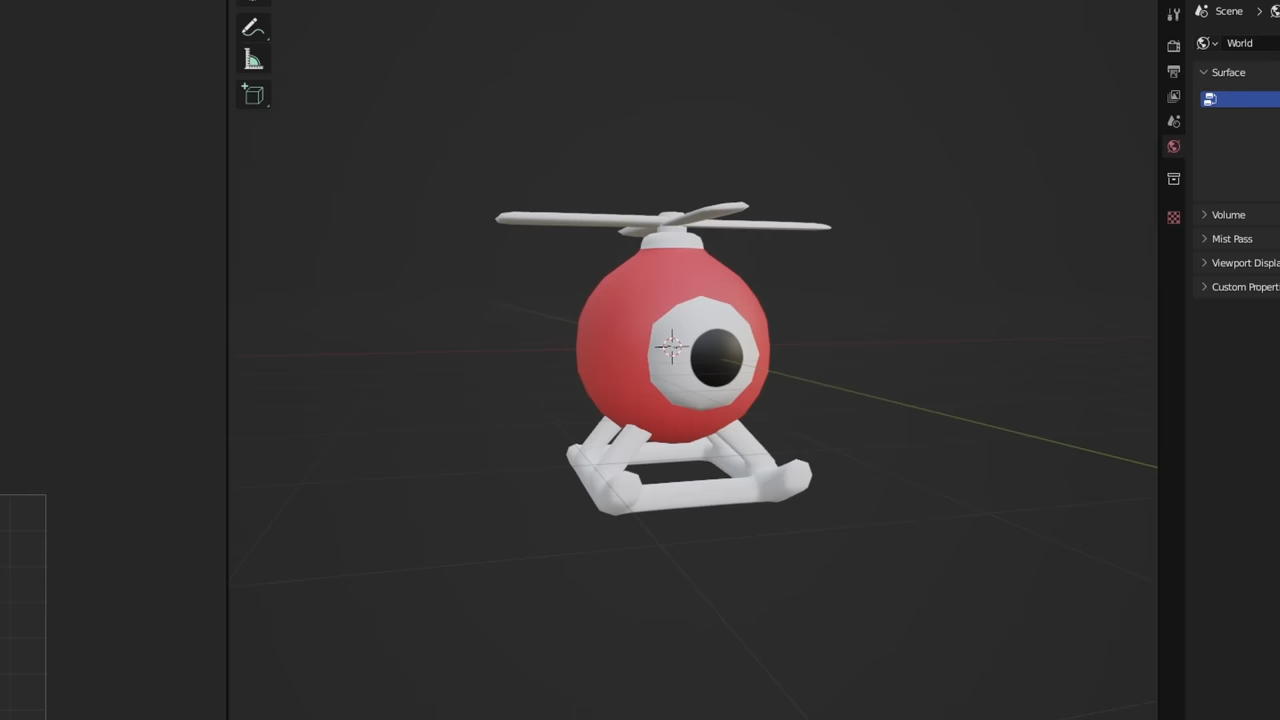 Scene
World
Surface
Volume
Mist Pass
Viewport Displa
Custom Propert